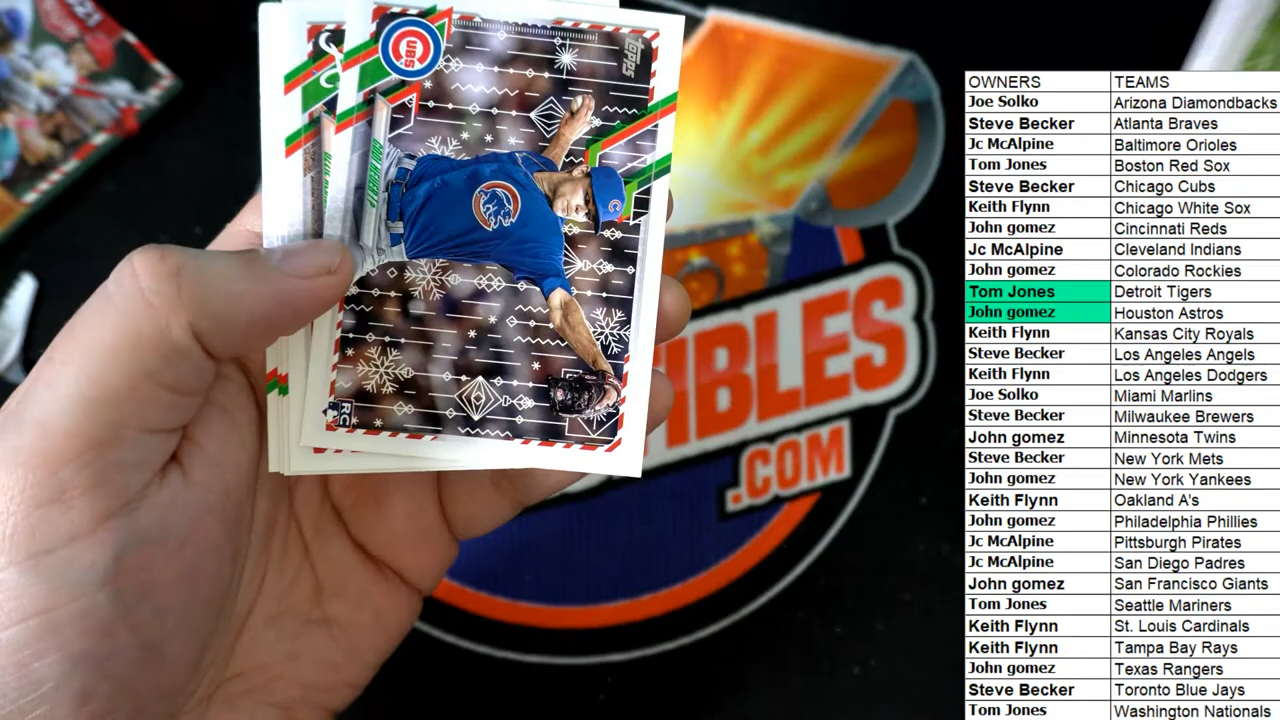 CUBS
topps
C
RC
IBLES
.COM
OWNERS TEAMS
Joe Solko Arizona Diamondbacks
Steve Becker Atlanta Braves
Jc McAlpine Baltimore Orioles
Tom Jones Boston Red Sox
Steve Becker Chicago Cubs
Keith Flynn Chicago White Sox
John gomez Cincinnati Reds
Jc McAlpine Cleveland Indians
John gomez Colorado Rockies
Tom Jones Detroit Tigers
John gomez Houston Astros
Keith Flynn Kansas City Royals
Steve Becker Los Angeles Angels
Keith Flynn Los Angeles Dodgers
Joe Solko Miami Marlins
Steve Becker Milwaukee Brewers
John gomez Minnesota Twins
Steve Becker New York Mets
John gomez New York Yankees
Keith Flynn Oakland A's
John gomez Philadelphia Phillies
Jc McAlpine Pittsburgh Pirates
Jc McAlpine San Diego Padres
John gomez San Francisco Giants
Tom Jones Seattle Mariners
Keith Flynn St. Louis Cardinals
Keith Flynn Tampa Bay Rays
John gomez Texas Rangers
Steve Becker Toronto Blue Jays
Tom Jones Washington Nationals